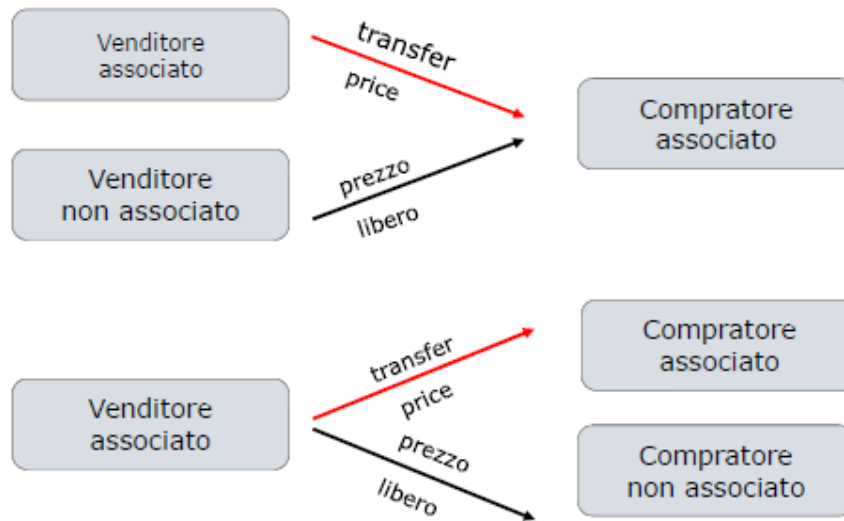 Venditore
associato
transfer
price
Compratore
associato
Venditore
non associato
prezzo
libero
Venditore
associato
transfer
price
prezzo
libero
Compratore
associato
Compratore
non associato